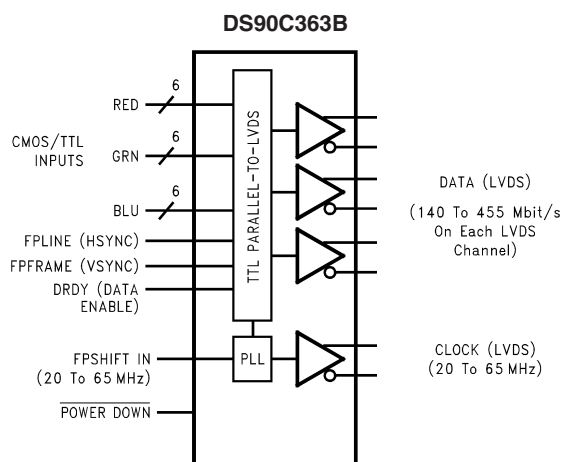 DS90C363B
RED
6
CMOS/TTL
INPUTS
GRN
6
BLU
6
FPLINE (HSYNC)
FPFRAME (VSYNC)
DRDY (DATA
ENABLE)
FPSHIFT IN
(20 To 65 MHz)
POWER DOWN
TTL PARALLEL-TO-LVDS
PLL
DATA (LVDS)
(140 To 455 Mbit/s
On Each LVDS
Channel)
CLOCK (LVDS)
(20 To 65 MHz)